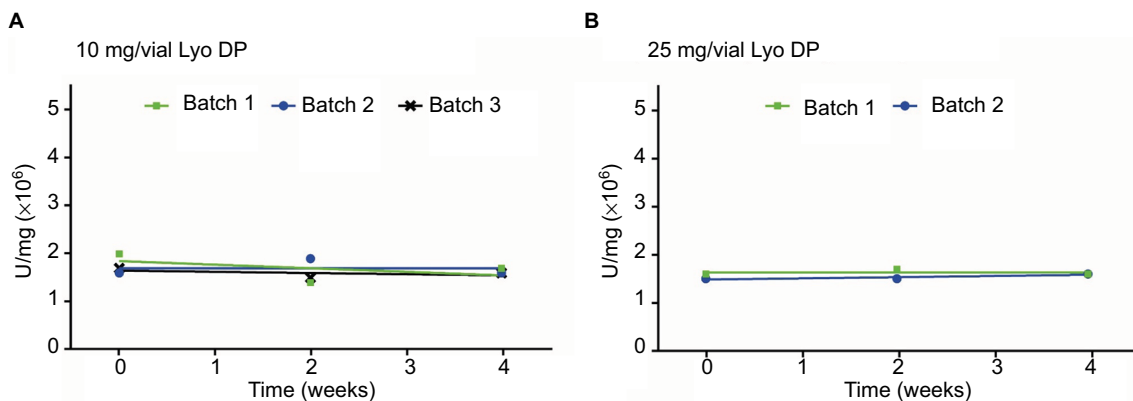 A
10 mg/vial Lyo DP
Batch 1 Batch 2 Batch 3
5
4
3
2
1
0
U/mg (×10⁶)
0 1 2 3 4
Time (weeks)
B
25 mg/vial Lyo DP
Batch 1 Batch 2
5
4
3
2
1
0
U/mg (×10⁶)
0 1 2 3 4
Time (weeks)